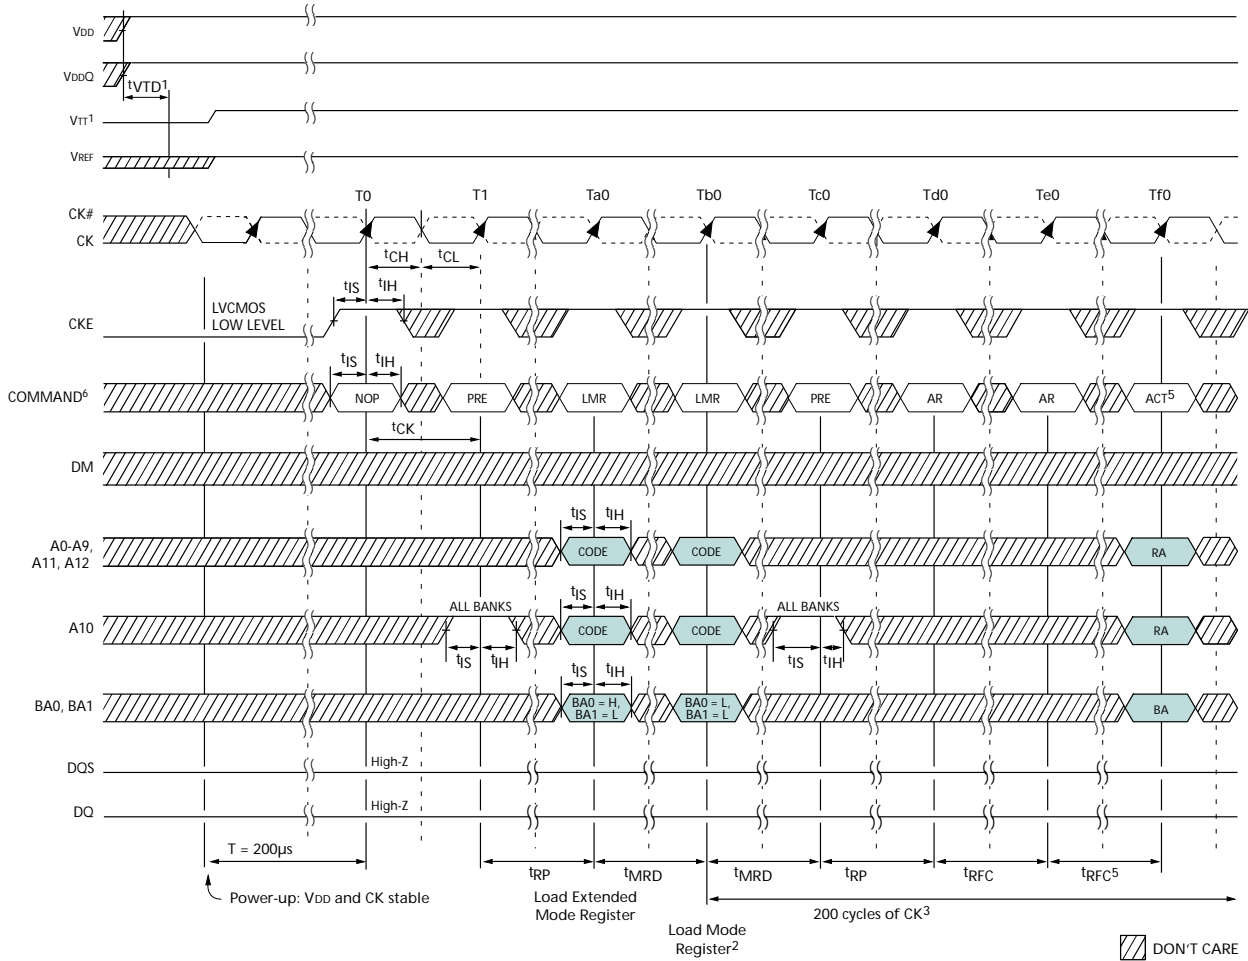 VDD
VDDQ
tVTD1
VTT1
VREF
T0 T1 Ta0 Tb0 Tc0 Td0 Te0 Tf0
CK#
CK
tCH tCL
tIS tIH
LVCMOS
LOW LEVEL
CKE
tIS tIH
COMMAND6
NOP PRE LMR LMR PRE AR AR ACT5
tCK
DM
tIS tIH
A0-A9,
A11, A12
CODE CODE RA
ALL BANKS tIS tIH ALL BANKS
A10
CODE CODE RA
tIS tIH tIS tIH
tIS tIH
BA0, BA1
BA0 = H,
BA1 = L
BA0 = L,
BA1 = L
BA
DQS High-Z
DQ High-Z
T = 200µs
tRP tMRD tMRD tRP tRFC tRFC5
Power-up: VDD and CK stable
Load Extended
Mode Register
200 cycles of CK3
Load Mode
Register2
DON'T CARE